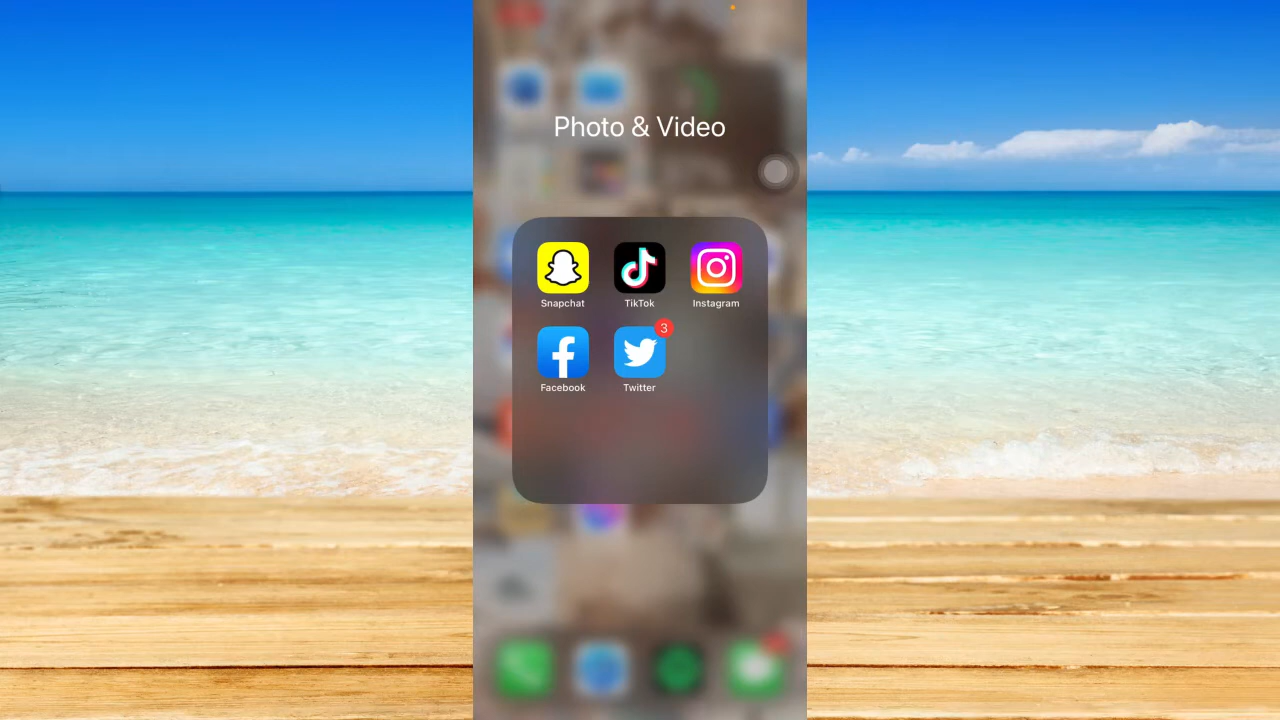 Photo & Video
Snapchat
TikTok
Instagram
3
Facebook
Twitter